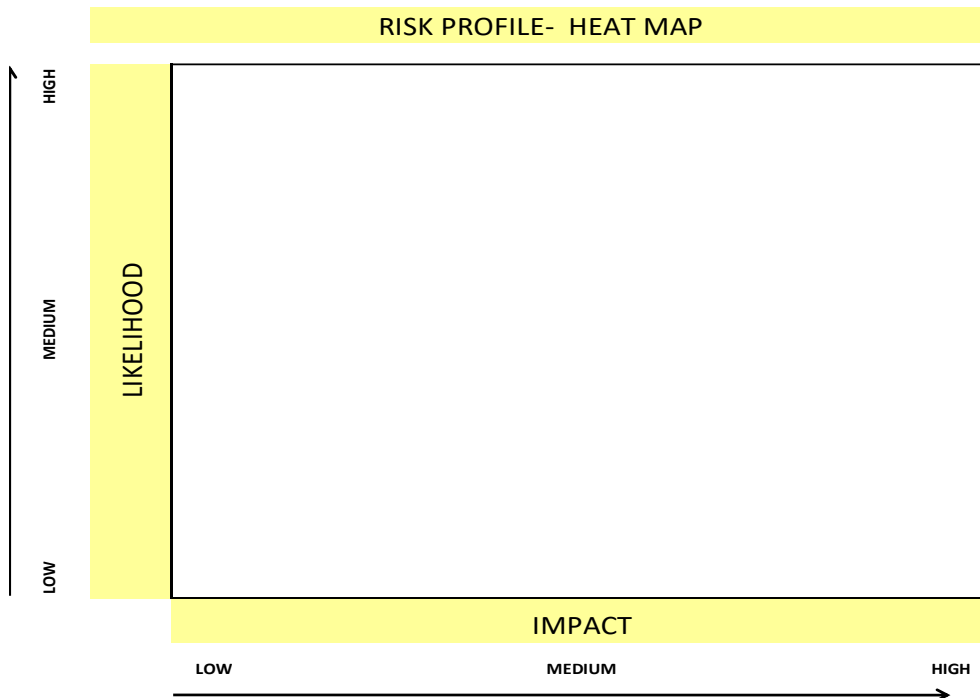 RISK PROFILE- HEAT MAP
HIGH
MEDIUM
LOW
LIKELIHOOD
IMPACT
LOW MEDIUM HIGH